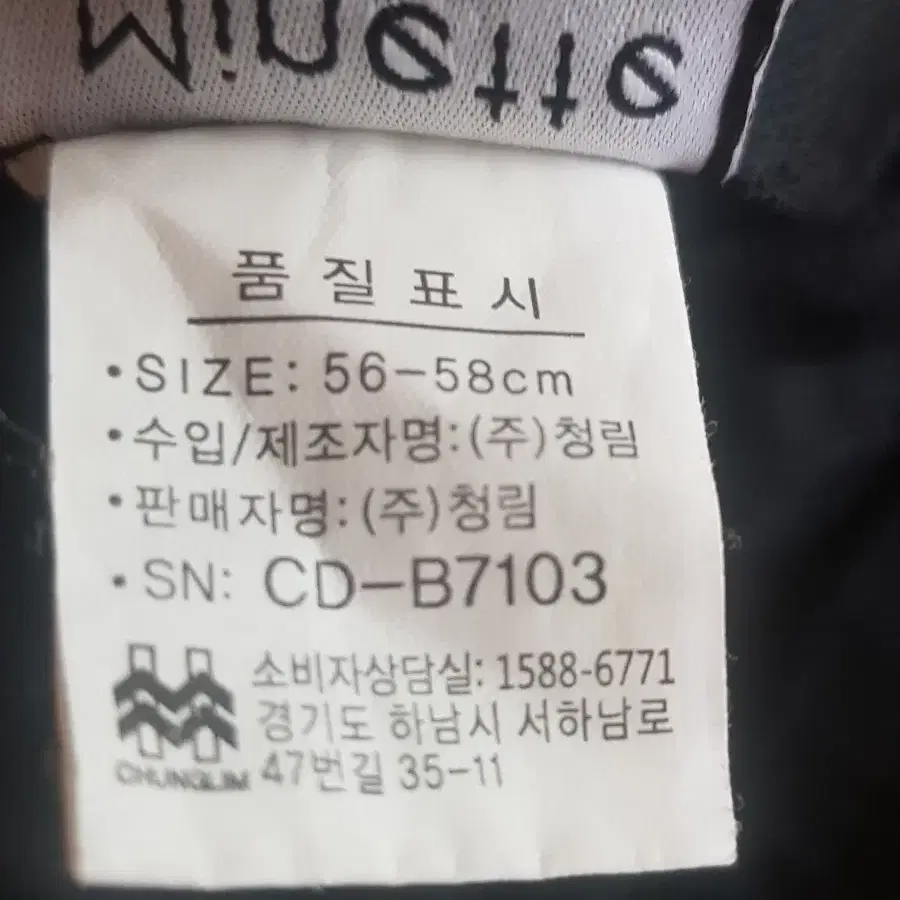 Minette
품 질 표 시
•SIZE: 56-58cm
•수입/제조자명:(주)청림
•판매자명:(주)청림
•SN: CD-B7103
소비자상담실: 1588-6771
경기도 하남시 서하남로
47번길 35-11
CHUNGLIM